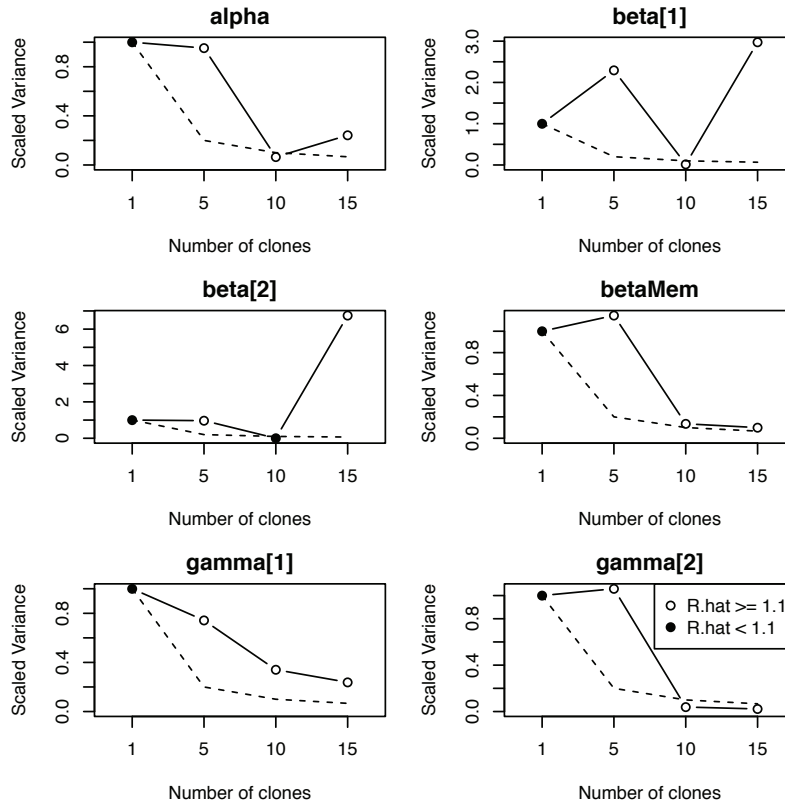 alpha
Scaled Variance
0.0 0.4 0.8
1 5 10 15
Number of clones
beta[1]
Scaled Variance
0.0 1.0 2.0 3.0
1 5 10 15
Number of clones
beta[2]
Scaled Variance
0 2 4 6
1 5 10 15
Number of clones
betaMem
Scaled Variance
0.0 0.4 0.8
1 5 10 15
Number of clones
gamma[1]
Scaled Variance
0.0 0.4 0.8
1 5 10 15
Number of clones
gamma[2]
Scaled Variance
0.0 0.4 0.8
R.hat >= 1.1
R.hat < 1.1
1 5 10 15
Number of clones